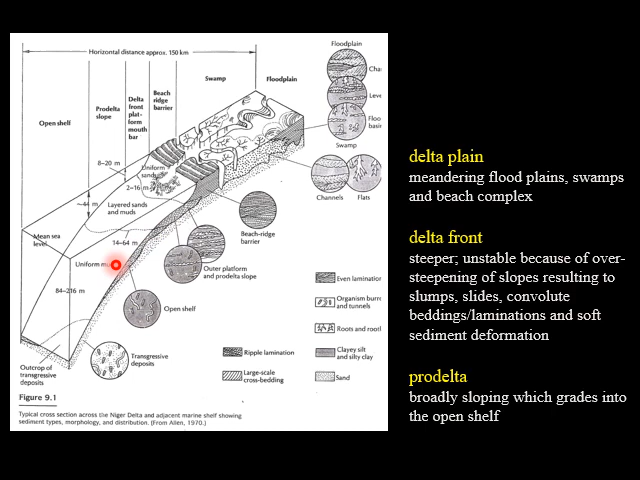 Horizontal distance approx. 150 km
Open shelf
Prodelta
slope
Delta
front
plat-
form
mouth
bar
Beach
ridge
barrier
Swamp
Floodplain
Floodplain
Swamp
Channels
Flats
8–20 m
Uniform
sands
2–16 m
Layered sands
and muds
Mean sea
level
14–64 m
Uniform
84–216 m
Beach-ridge
barrier
Outer platform
and prodelta slope
Open shelf
Transgressive
deposits
Outcrop of
transgressive
deposits
Even lamination
Organism
and tunnels
Roots and
Ripple lamination
Clayey silt
and silty clay
Large-scale
cross-bedding
Sand
Figure 9.1
Typical cross section across the Niger Delta and adjacent marine shelf showing
sediment types, morphology, and distribution. (From Allen, 1970.)
delta plain
meandering flood plains, swamps
and beach complex
delta front
steeper; unstable because of over-
steepening of slopes resulting to
slumps, slides, convolute
beddings/laminations and soft
sediment deformation
prodelta
broadly sloping which grades into
the open shelf